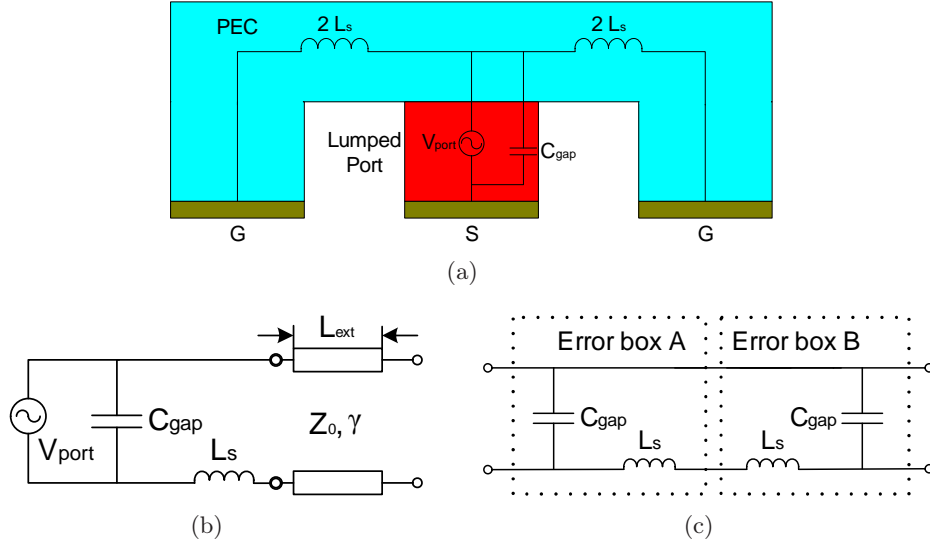 PEC
2 Ls
2 Ls
Lumped
Port
Vport
Cgap
G
S
G
(a)
Lext
Vport
Cgap
Ls
Z0, γ
(b)
Error box A
Error box B
Cgap
Cgap
Ls
Ls
(c)